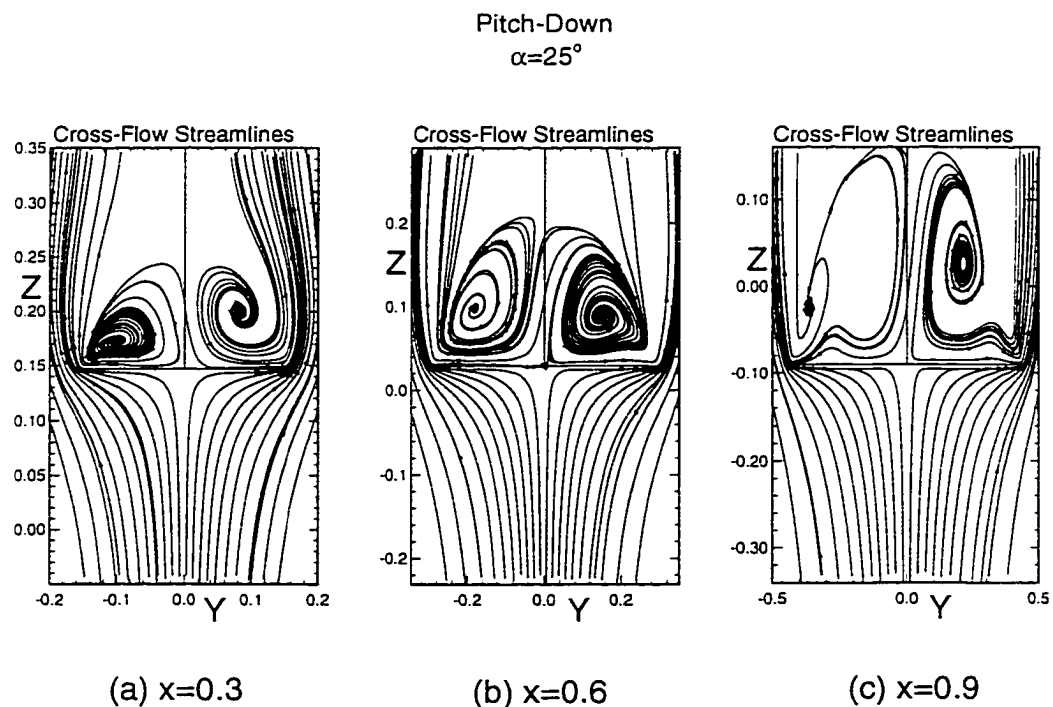 Pitch-Down
α=25°
Cross-Flow Streamlines
0.35
0.30
0.25
Z
0.20
0.15
0.10
0.05
0.00
-0.2
-0.1
0.0
Y
0.1
0.2
(a) x=0.3
Cross-Flow Streamlines
0.2
Z
0.1
0.0
-0.1
-0.2
-0.2
0.0
Y
0.2
(b) x=0.6
Cross-Flow Streamlines
0.10
Z
0.00
-0.10
-0.20
-0.30
-0.5
0.0
Y
0.5
(c) x=0.9